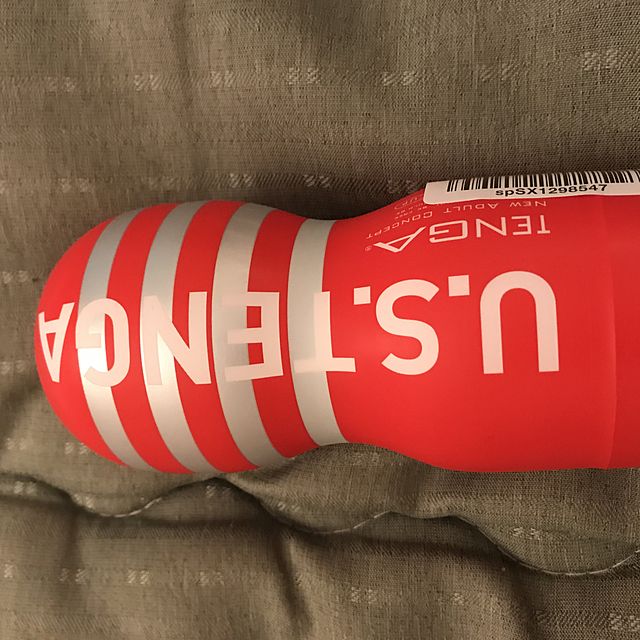 U.S.TENGA
TENGA®
NEW ADULT CONCEPT
spSX1298547